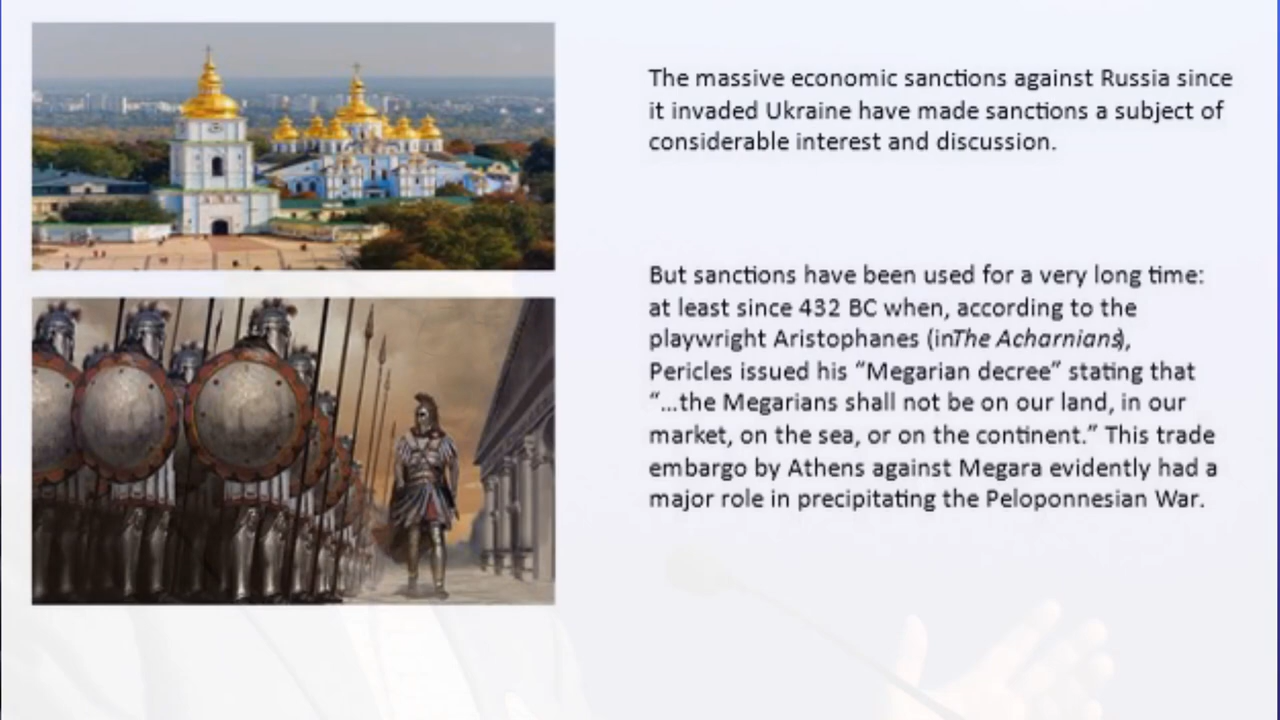 The massive economic sanctions against Russia since
it invaded Ukraine have made sanctions a subject of
considerable interest and discussion.
But sanctions have been used for a very long time:
at least since 432 BC when, according to the
playwright Aristophanes (inThe Acharnians),
Pericles issued his “Megarian decree” stating that
“...the Megarians shall not be on our land, in our
market, on the sea, or on the continent.” This trade
embargo by Athens against Megara evidently had a
major role in precipitating the Peloponnesian War.